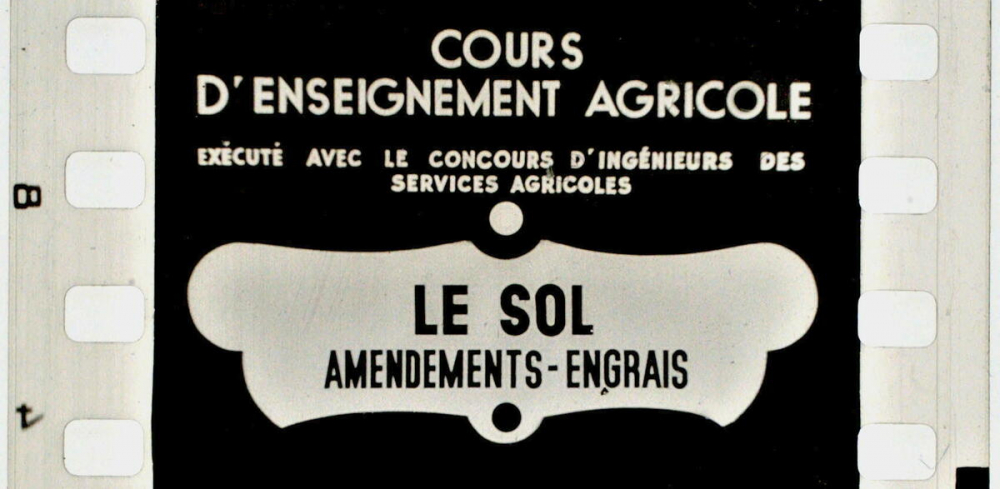 COURS
D'ENSEIGNEMENT AGRICOLE
EXÉCUTÉ AVEC LE CONCOURS D'INGÉNIEURS DES
SERVICES AGRICOLES
LE SOL
AMENDEMENTS-ENGRAIS
B